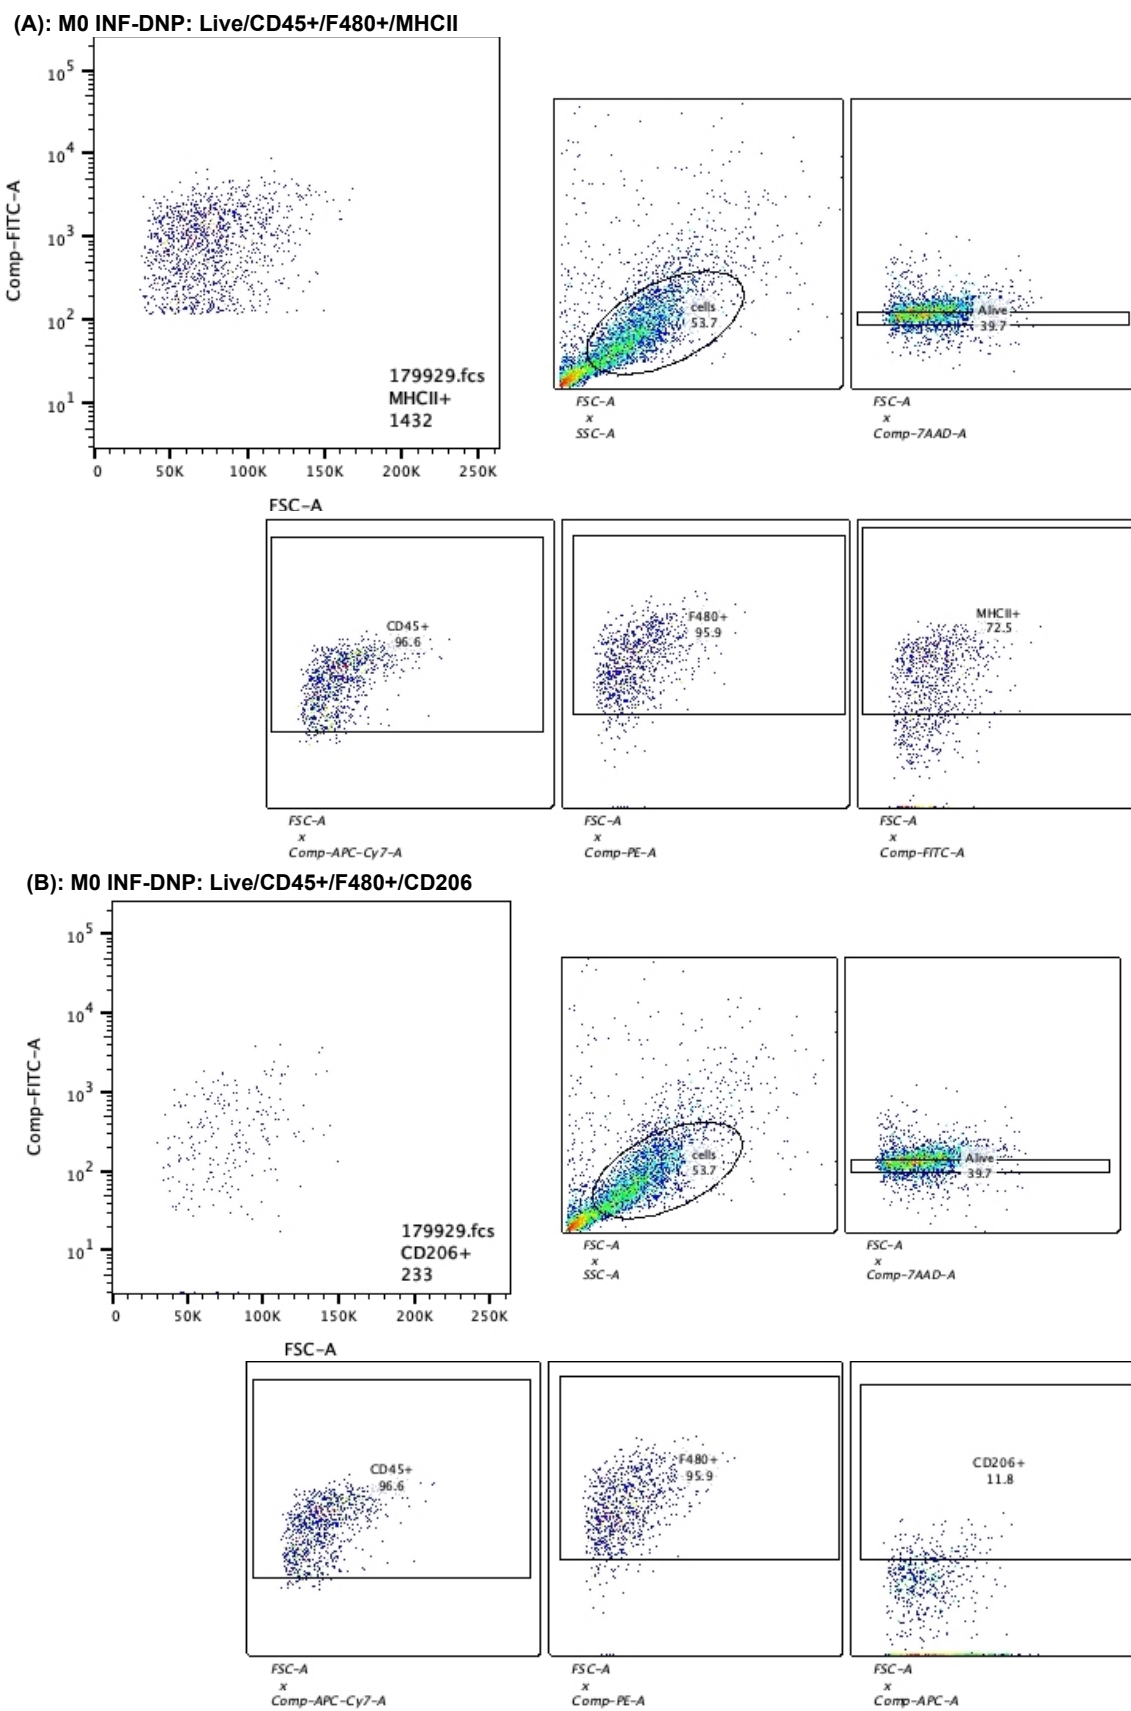 (A): M0 INF-DNP: Live/CD45+/F480+/MHCII
10^5
10^4
10^3
10^2
10^1
Comp-FITC-A
179929.fcs
MHCII+
1432
0 50K 100K 150K 200K 250K
FSC-A
cells
53.7
FSC-A
x
SSC-A
Alive
39.7
FSC-A
x
Comp-7AAD-A
CD45+
96.6
FSC-A
x
Comp-APC-Cy7-A
F480+
95.9
FSC-A
x
Comp-PE-A
MHCII+
72.5
FSC-A
x
Comp-FITC-A
(B): M0 INF-DNP: Live/CD45+/F480+/CD206
10^5
10^4
10^3
10^2
10^1
Comp-FITC-A
179929.fcs
CD206+
233
0 50K 100K 150K 200K 250K
FSC-A
cells
53.7
FSC-A
x
SSC-A
Alive
39.7
FSC-A
x
Comp-7AAD-A
CD45+
96.6
FSC-A
x
Comp-APC-Cy7-A
F480+
95.9
FSC-A
x
Comp-PE-A
CD206+
11.8
FSC-A
x
Comp-APC-A